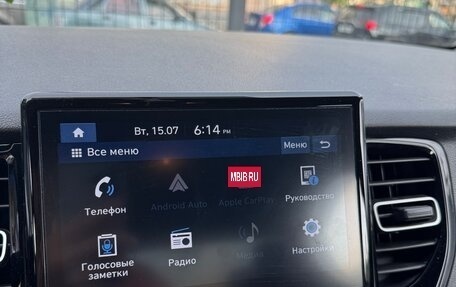 Вт, 15.07
6:14 PM
Все меню
Меню
MBIB.RU
Телефон
Android Auto
Apple CarPlay
Руководство
Голосовые
заметки
Радио
Медиа
Настройки